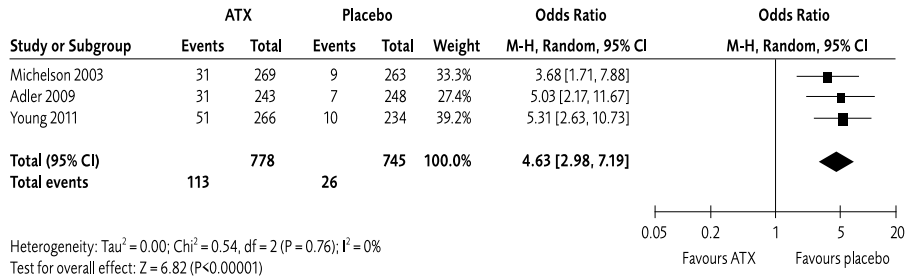 ATX Placebo Odds Ratio Odds Ratio
Study or Subgroup Events Total Events Total Weight M-H, Random, 95% CI M-H, Random, 95% CI
Michelson 2003 31 269 9 263 33.3% 3.68 [1.71, 7.88]
Adler 2009 31 243 7 248 27.4% 5.03 [2.17, 11.67]
Young 2011 51 266 10 234 39.2% 5.31 [2.63, 10.73]
Total (95% CI) 778 745 100.0% 4.63 [2.98, 7.19]
Total events 113 26
0.05 0.2 1 5 20
Heterogeneity: Tau² = 0.00; Chi² = 0.54, df = 2 (P = 0.76); I² = 0%
Favours ATX Favours placebo
Test for overall effect: Z = 6.82 (P<0.00001)